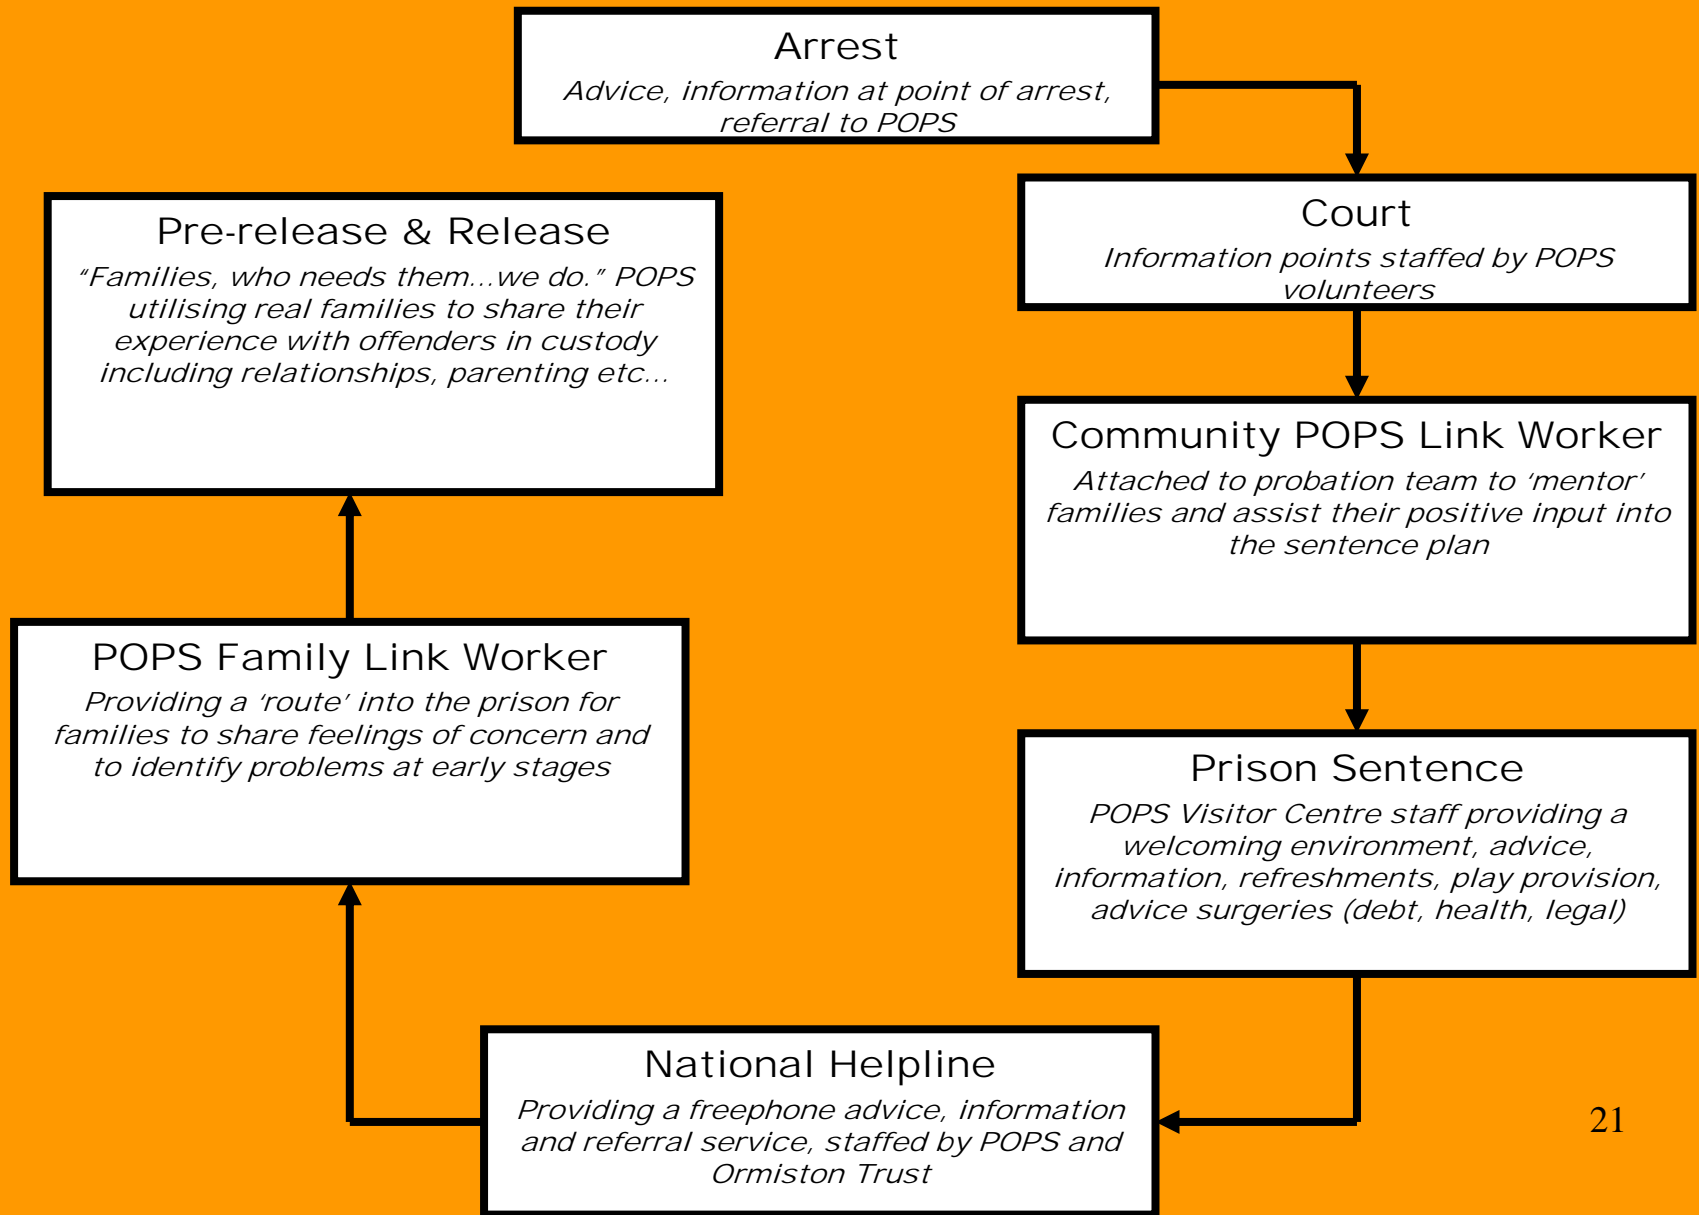 Arrest
Advice, information at point of arrest,
referral to POPS
Court
Information points staffed by POPS
volunteers
Community POPS Link Worker
Attached to probation team to ‘mentor’
families and assist their positive input into
the sentence plan
Prison Sentence
POPS Visitor Centre staff providing a
welcoming environment, advice,
information, refreshments, play provision,
advice surgeries (debt, health, legal)
National Helpline
Providing a freephone advice, information
and referral service, staffed by POPS and
Ormiston Trust
POPS Family Link Worker
Providing a ‘route’ into the prison for
families to share feelings of concern and
to identify problems at early stages
Pre-release & Release
“Families, who needs them…we do.” POPS
utilising real families to share their
experience with offenders in custody
including relationships, parenting etc…
21